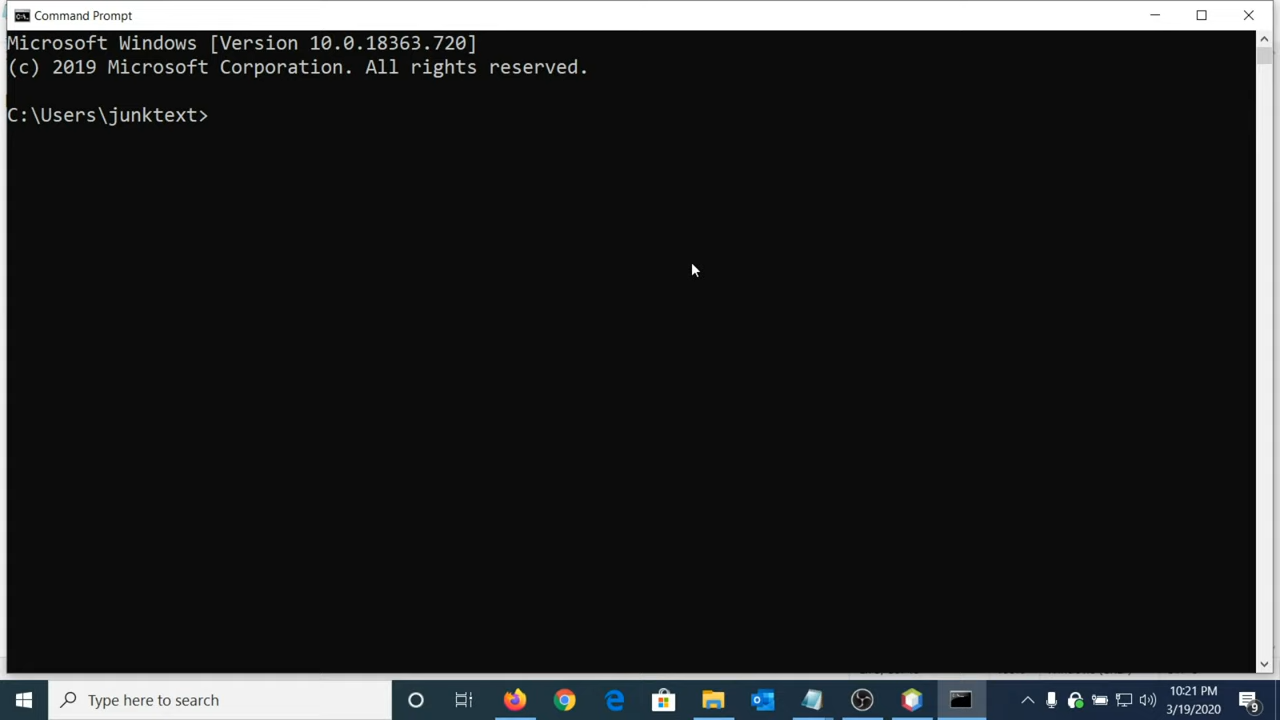 Command Prompt
Microsoft Windows [Version 10.0.18363.720]
(c) 2019 Microsoft Corporation. All rights reserved.
C:\Users\junktext>
Type here to search
10:21 PM
3/19/2020
9